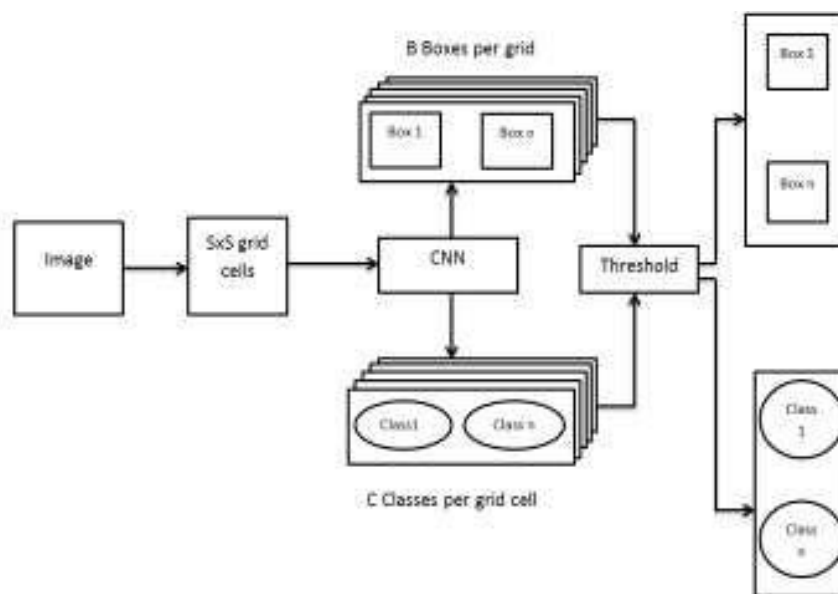 B Boxes per grid
Box 1
Box n
Image
SxS grid
cells
CNN
Threshold
Class1
Class n
C Classes per grid cell
Box 1
Box n
Class
1
Class
n